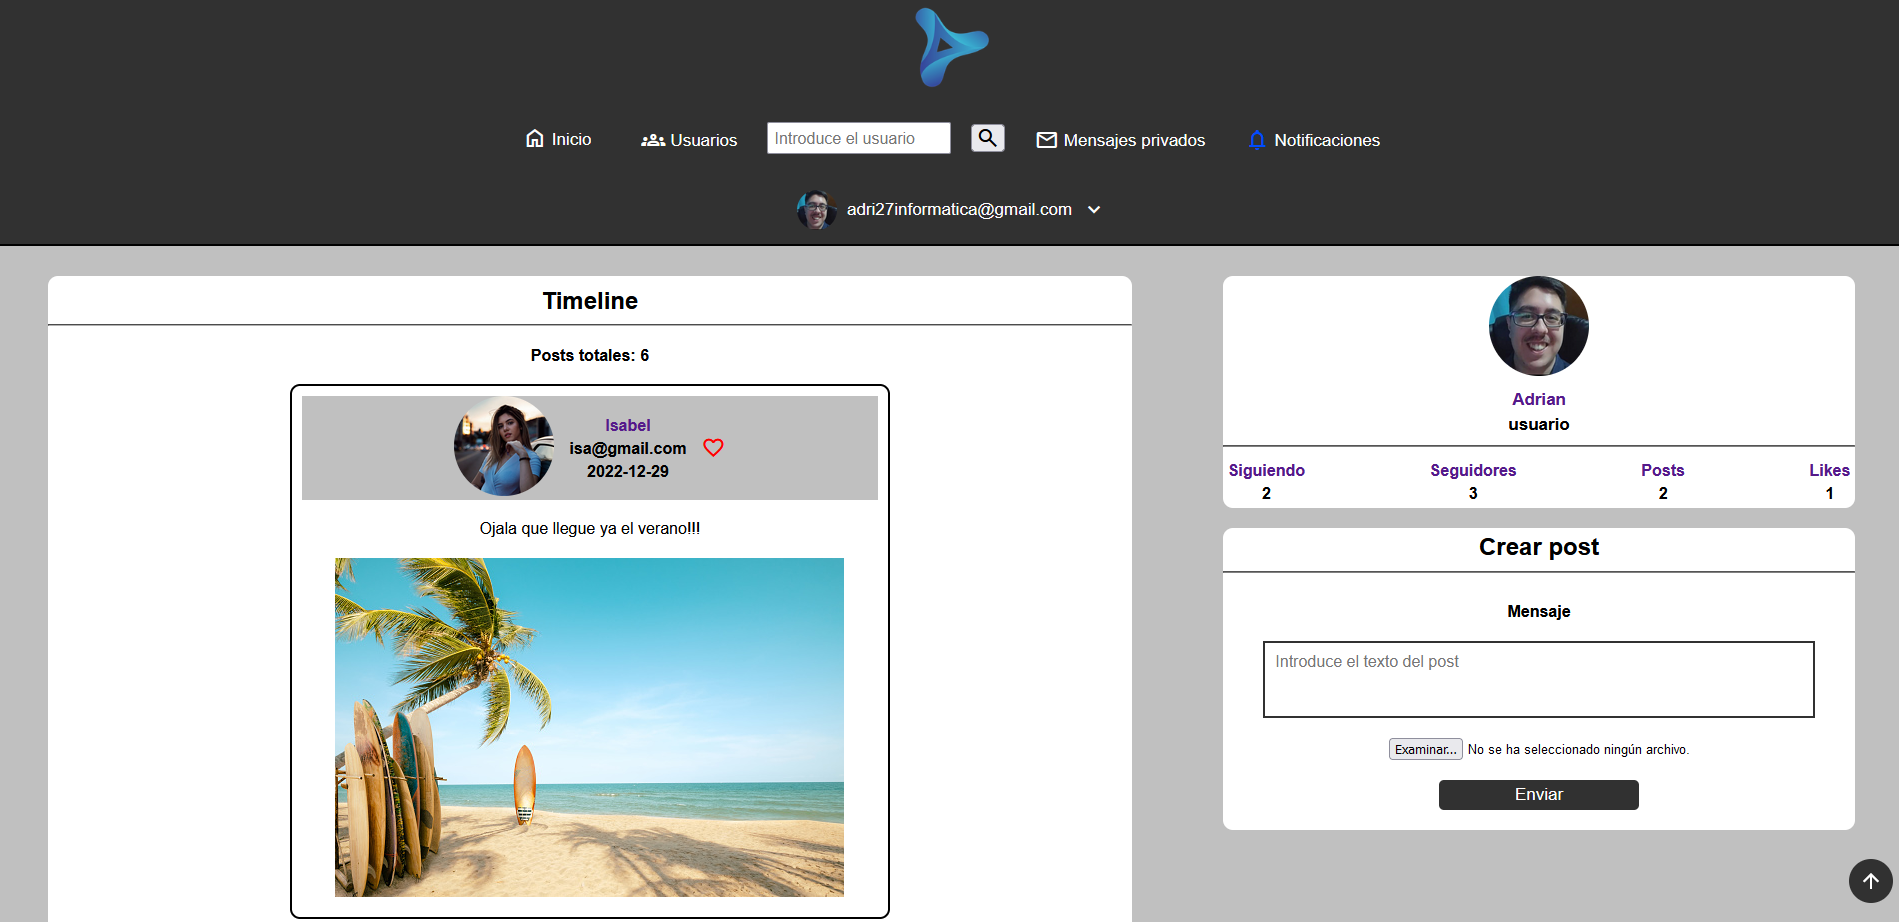 Inicio
Usuarios
Introduce el usuario
Mensajes privados
Notificaciones
adri27informatica@gmail.com
Timeline
Posts totales: 6
Isabel
isa@gmail.com
2022-12-29
Ojala que llegue ya el verano!!!
Adrian
usuario
Siguiendo Seguidores Posts Likes
2 3 2 1
Crear post
Mensaje
Introduce el texto del post
Examinar... No se ha seleccionado ningún archivo.
Enviar